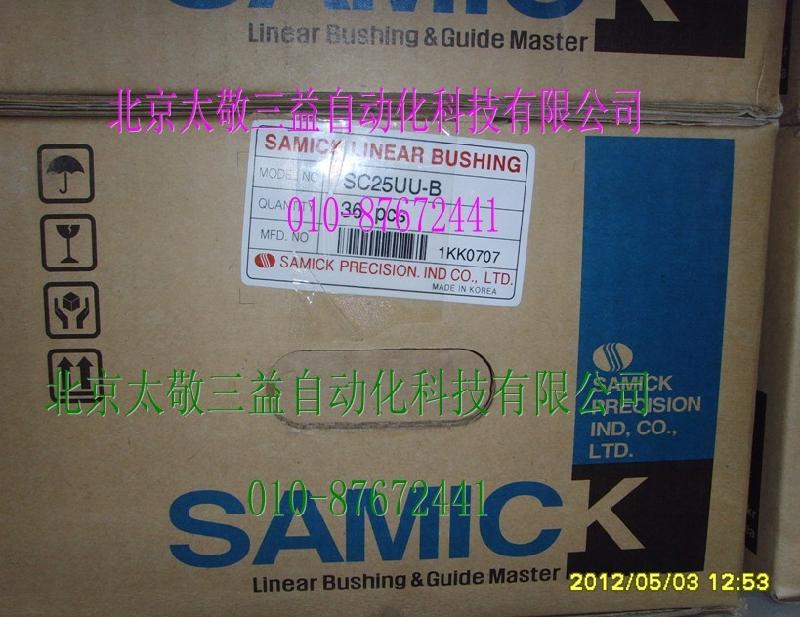 SAMICK
Linear Bushing & Guide Master
北京太敬三益自动化科技有限公司
SAMICK LINEAR BUSHING
MODEL NO SC25UU-B
QUANTITY 36 pcs
010-87672441
MFD. NO 1KK0707
SAMICK PRECISION. IND CO., LTD.
MADE IN KOREA
SAMICK
PRECISION
IND, CO.,
LTD.
北京太敬三益自动化科技有限公司
010-87672441
SAMICK
Linear Bushing & Guide Master
2012/05/03 12:53